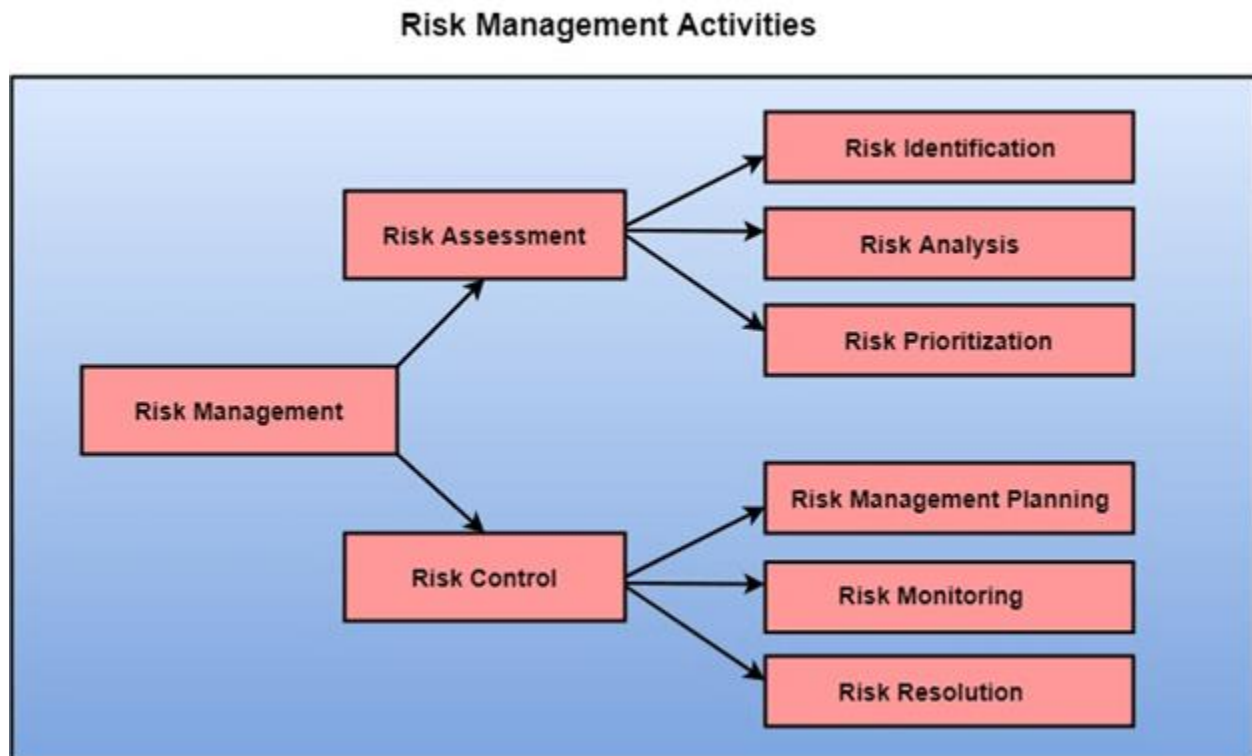 Risk Management Activities
Risk Identification
Risk Assessment
Risk Analysis
Risk Prioritization
Risk Management
Risk Management Planning
Risk Control
Risk Monitoring
Risk Resolution